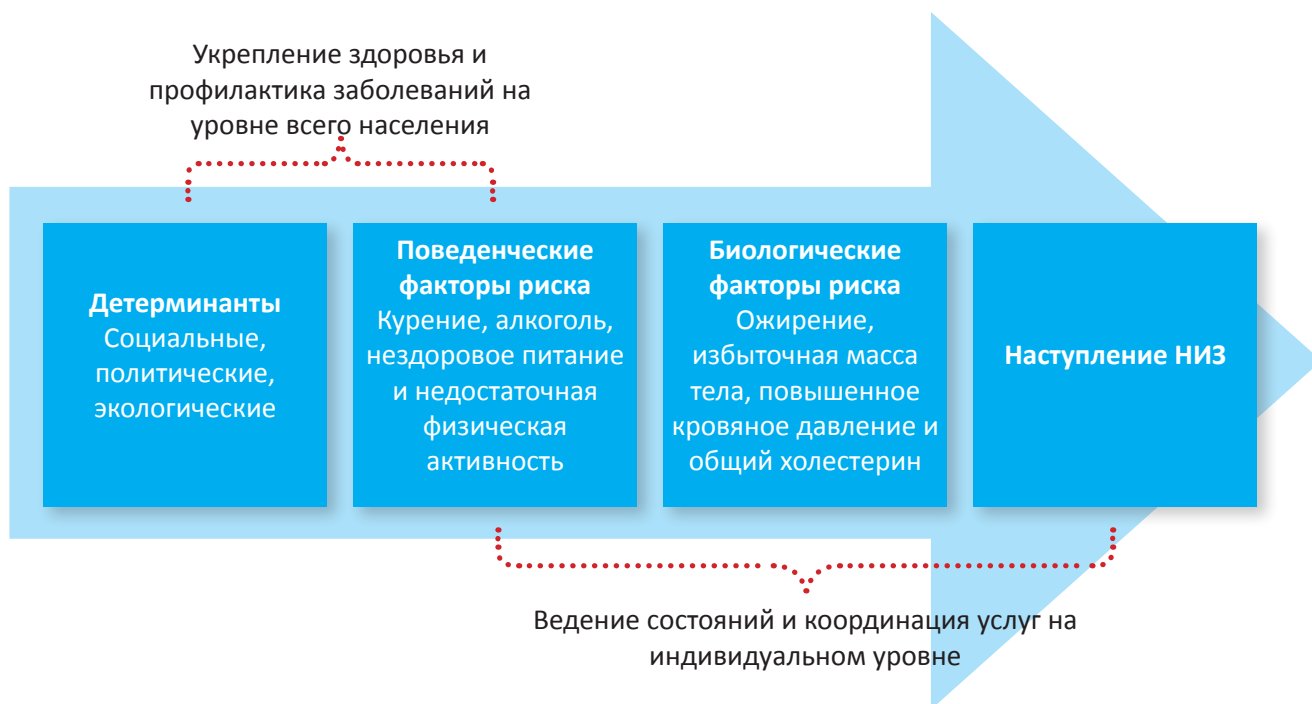 Укрепление здоровья и
профилактика заболеваний на
уровне всего населения
Детерминанты
Социальные,
политические,
экологические
Поведенческие
факторы риска
Курение, алкоголь,
нездоровое питание
и недостаточная
физическая
активность
Биологические
факторы риска
Ожирение,
избыточная масса
тела, повышенное
кровяное давление и
общий холестерин
Наступление НИЗ
Ведение состояний и координация услуг на
индивидуальном уровне